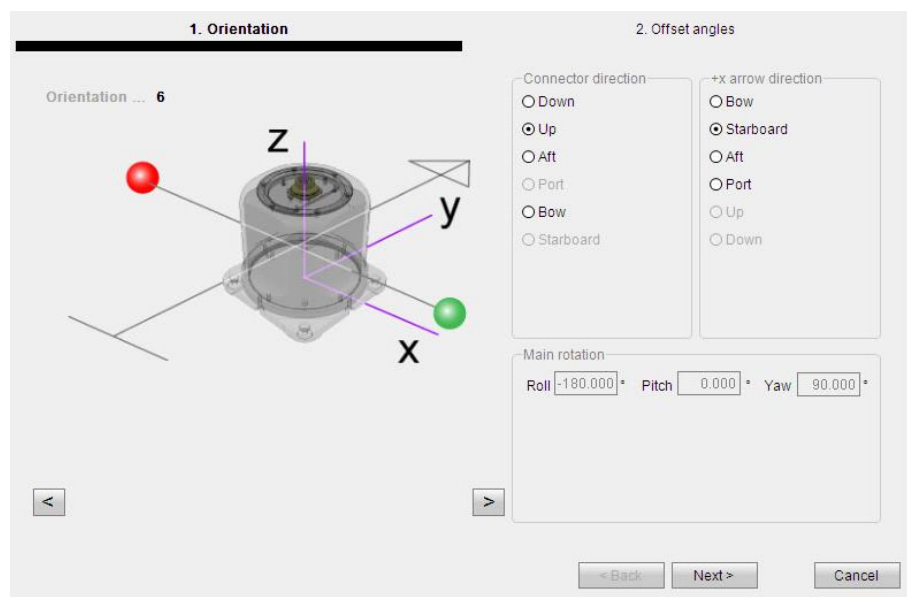 1. Orientation
2. Offset angles
Orientation ... 6
z
y
x
<
>
Connector direction
Down
Up
Aft
Port
Bow
Starboard
+x arrow direction
Bow
Starboard
Aft
Port
Up
Down
Main rotation
Roll -180.000 ° Pitch 0.000 ° Yaw 90.000 °
< Back
Next >
Cancel